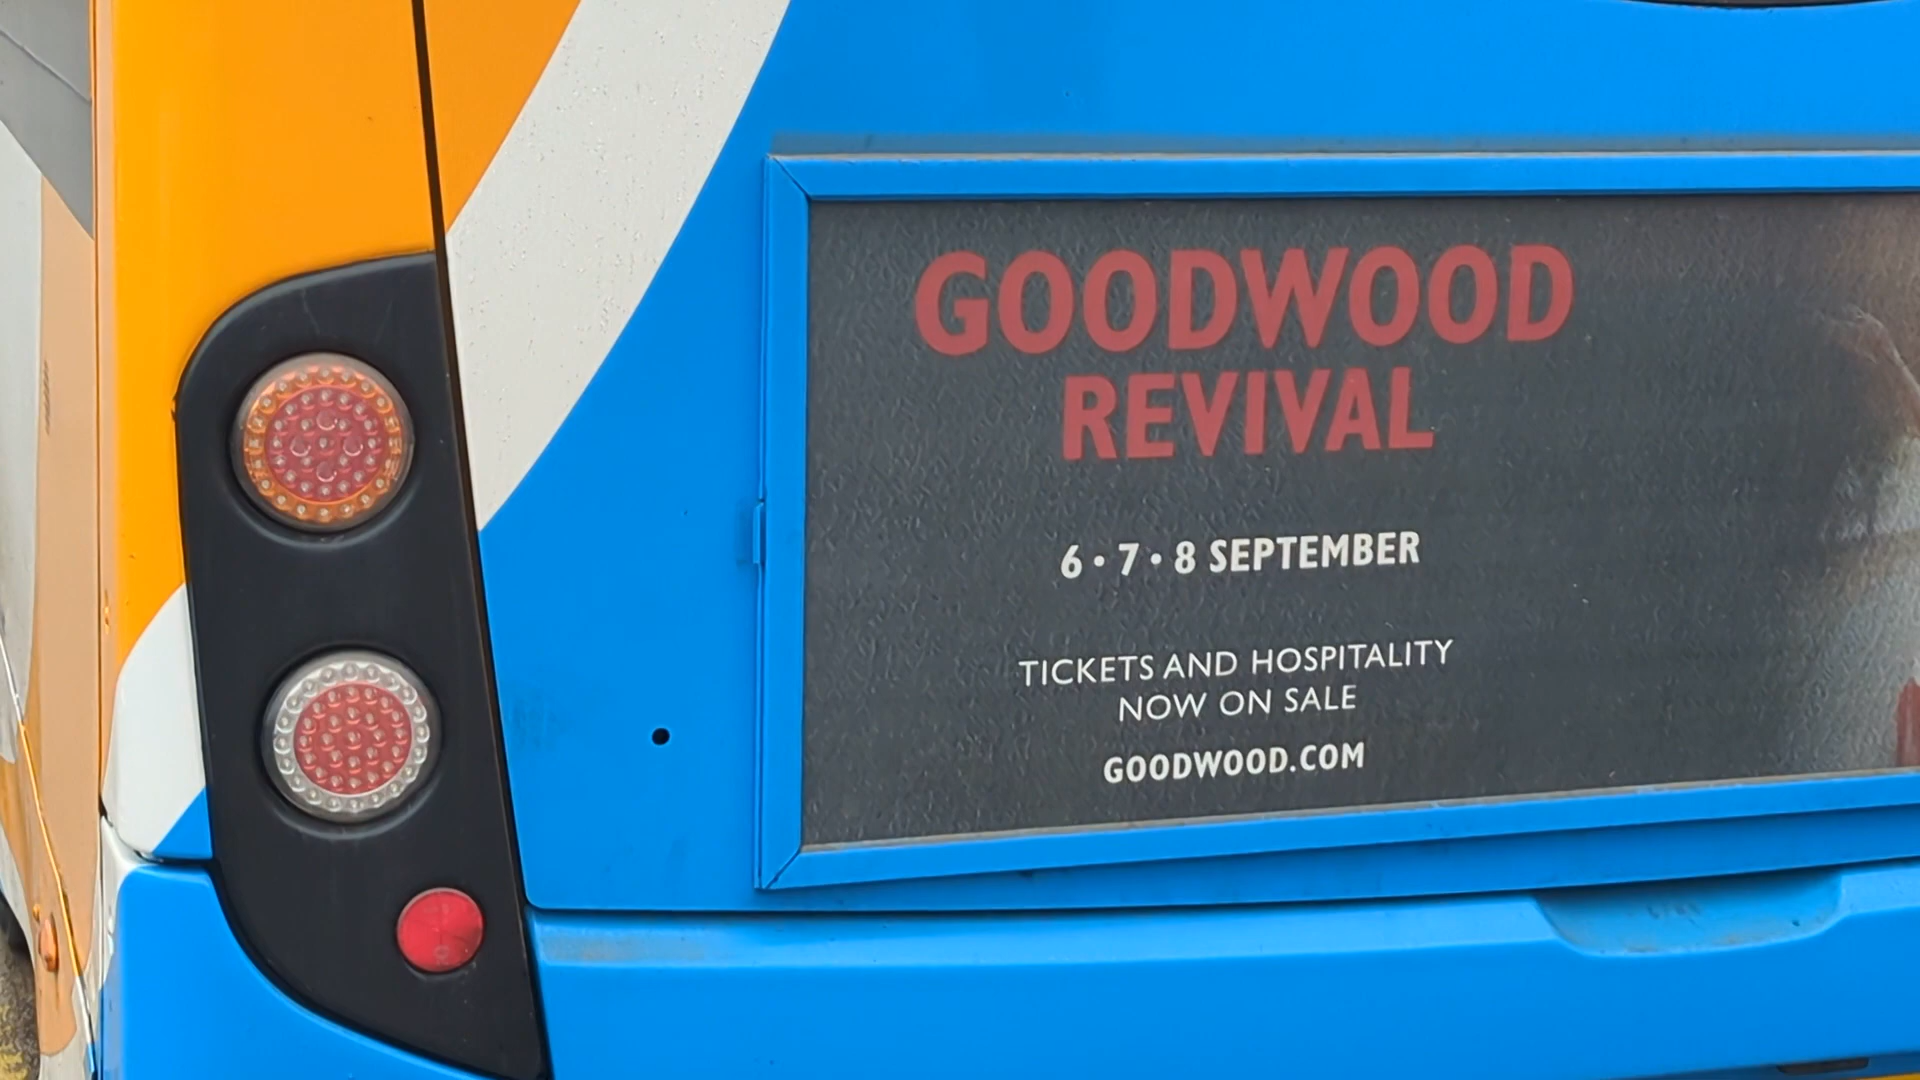 GOODWOOD
REVIVAL
6 • 7 • 8 SEPTEMBER
TICKETS AND HOSPITALITY
NOW ON SALE
GOODWOOD.COM